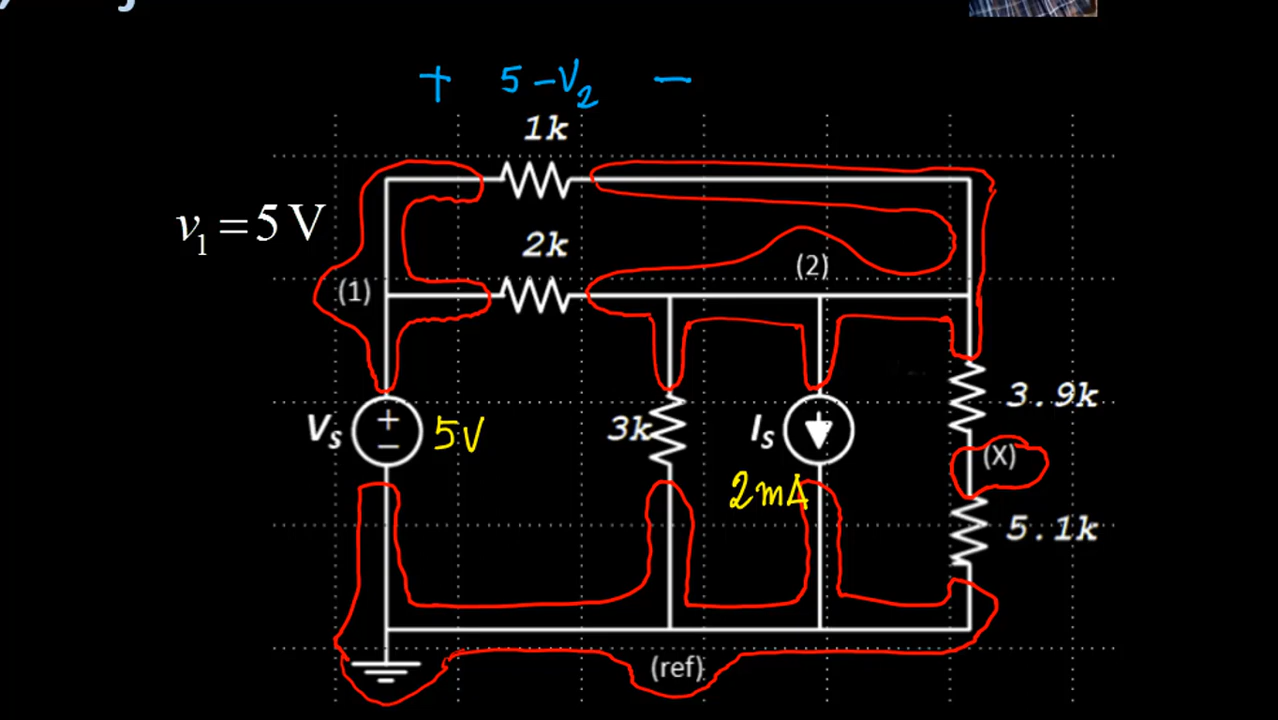 + 5 - V2 -
1k
v1 = 5 V
2k
(1)
(2)
3.9k
Vs + - 5V
3k
Is
(X)
2mA
5.1k
(ref)